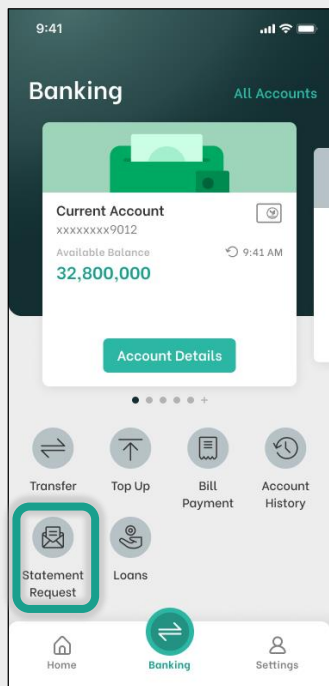 9:41
Banking
All Accounts
Current Account
xxxxxxxx9012
Available Balance
9:41 AM
32,800,000
Account Details
Transfer
Top Up
Bill
Payment
Account
History
Statement
Request
Loans
Home
Banking
Settings